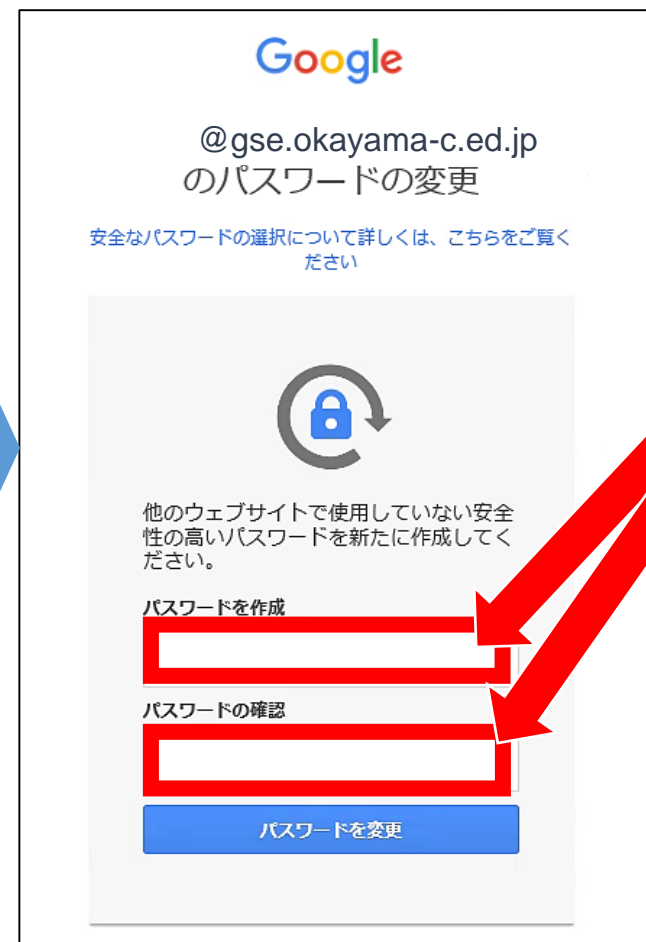 Google
@gse.okayama-c.ed.jp
のパスワードの変更
安全なパスワードの選択について詳しくは、こちらをご覧く
ださい
他のウェブサイトで使用していない安全
性の高いパスワードを新たに作成してく
ださい。
パスワードを作成
パスワードの確認
パスワードを変更